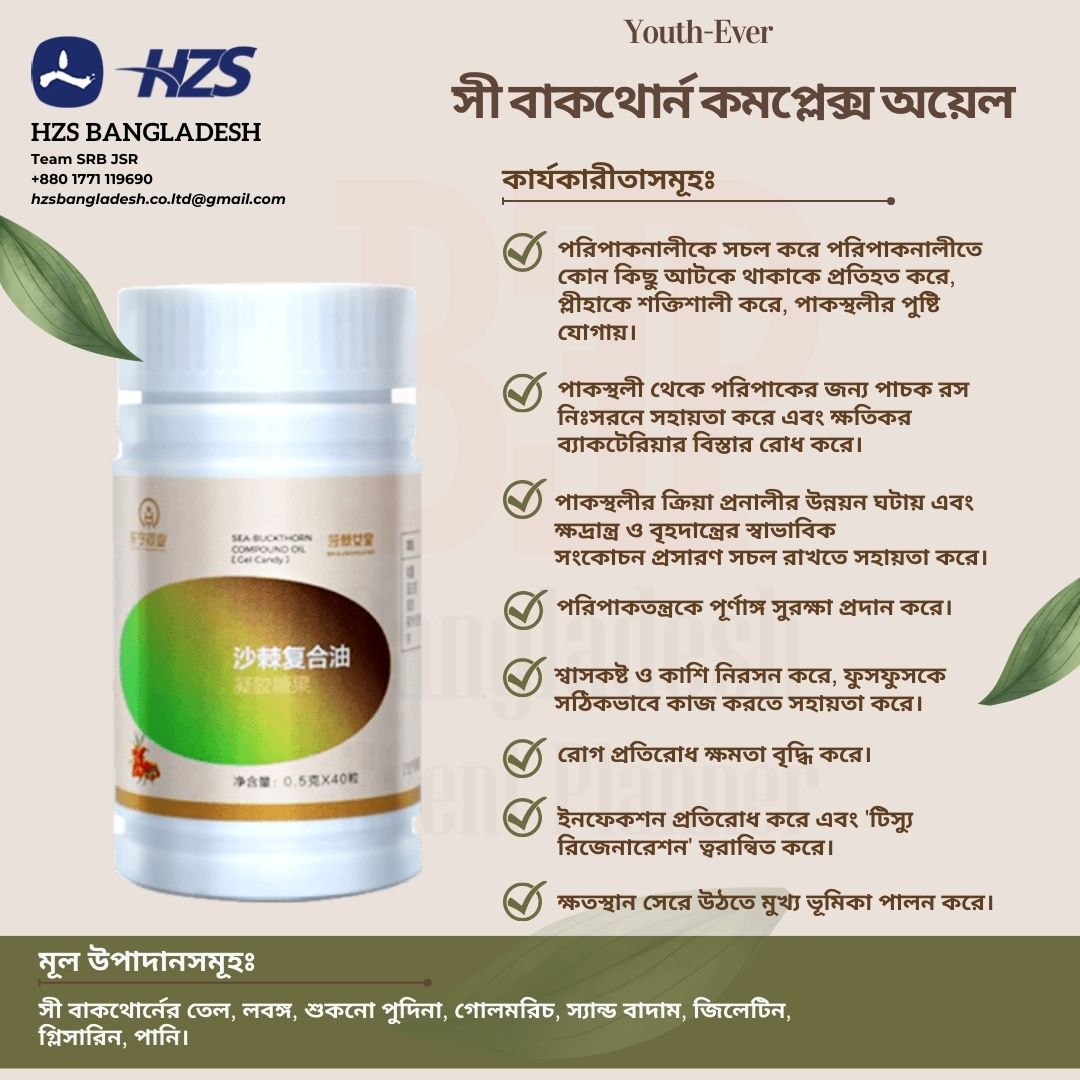 Youth-Ever
HZS
HZS BANGLADESH
Team SRB JSR
+880 1771 119690
hzsbangladesh.co.ltd@gmail.com
সী বাকথোর্ন কমপ্লেক্স অয়েল
কার্যকারীতাসমূহঃ
পরিপাকনালীকে সচল করে পরিপাকনালীতে
কোন কিছু আটকে থাকাকে প্রতিহত করে,
প্লীহাকে শক্তিশালী করে, পাকস্থলীর পুষ্টি
যোগায়।
পাকস্থলী থেকে পরিপাকের জন্য পাচক রস
নিঃসরনে সহায়তা করে এবং ক্ষতিকর
ব্যাকটেরিয়ার বিস্তার রোধ করে।
পাকস্থলীর ক্রিয়া প্রনালীর উন্নয়ন ঘটায় এবং
ক্ষদ্রান্ত্র ও বৃহদান্ত্রের স্বাভাবিক
সংকোচন প্রসারণ সচল রাখতে সহায়তা করে।
পরিপাকতন্ত্রকে পূর্ণাঙ্গ সুরক্ষা প্রদান করে।
শ্বাসকষ্ট ও কাশি নিরসন করে, ফুসফুসকে
সঠিকভাবে কাজ করতে সহায়তা করে।
রোগ প্রতিরোধ ক্ষমতা বৃদ্ধি করে।
ইনফেকশন প্রতিরোধ করে এবং 'টিস্যু
রিজেনারেশন' ত্বরান্বিত করে।
ক্ষতস্থান সেরে উঠতে মুখ্য ভূমিকা পালন করে।
SEA-BUCKTHORN
COMPOUND OIL
[Gel Candy]
沙棘复合油
凝胶糖果
净含量: 0.5克X40粒
Bangladesh
Event Planner
মূল উপাদানসমূহঃ
সী বাকথোর্নের তেল, লবঙ্গ, শুকনো পুদিনা, গোলমরিচ, স্যান্ড বাদাম, জিলেটিন,
গ্লিসারিন, পানি।